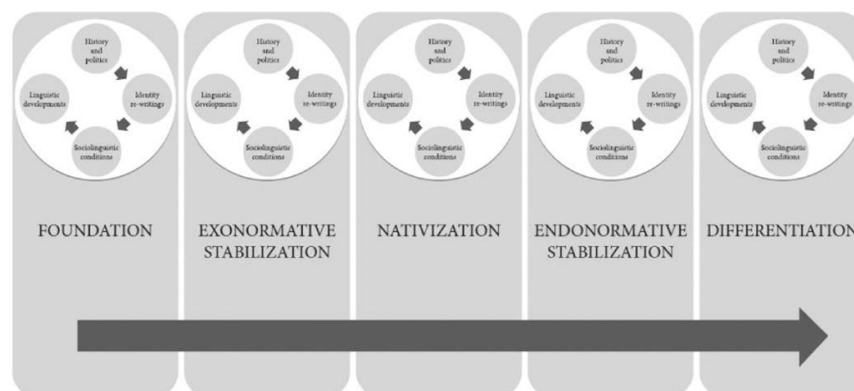 History
and
politics
Linguistic
developments
Identity
re-writings
Sociolinguistic
conditions
FOUNDATION
History
and
politics
Linguistic
developments
Identity
re-writings
Sociolinguistic
conditions
EXONORMATIVE
STABILIZATION
History
and
politics
Linguistic
developments
Identity
re-writings
Sociolinguistic
conditions
NATIVIZATION
History
and
politics
Linguistic
developments
Identity
re-writings
Sociolinguistic
conditions
ENDONORMATIVE
STABILIZATION
History
and
politics
Linguistic
developments
Identity
re-writings
Sociolinguistic
conditions
DIFFERENTIATION